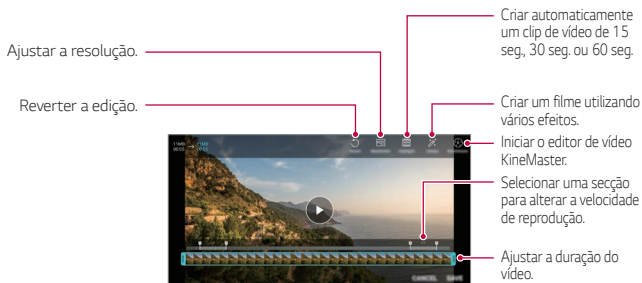 Criar automaticamente
um clip de vídeo de 15
seg., 30 seg. ou 60 seg.
Ajustar a resolução.
Reverter a edição.
Criar um filme utilizando
vários efeitos.
Iniciar o editor de vídeo
KineMaster.
Selecionar uma secção
para alterar a velocidade
de reprodução.
Ajustar a duração do
vídeo.
CANCEL SAVE